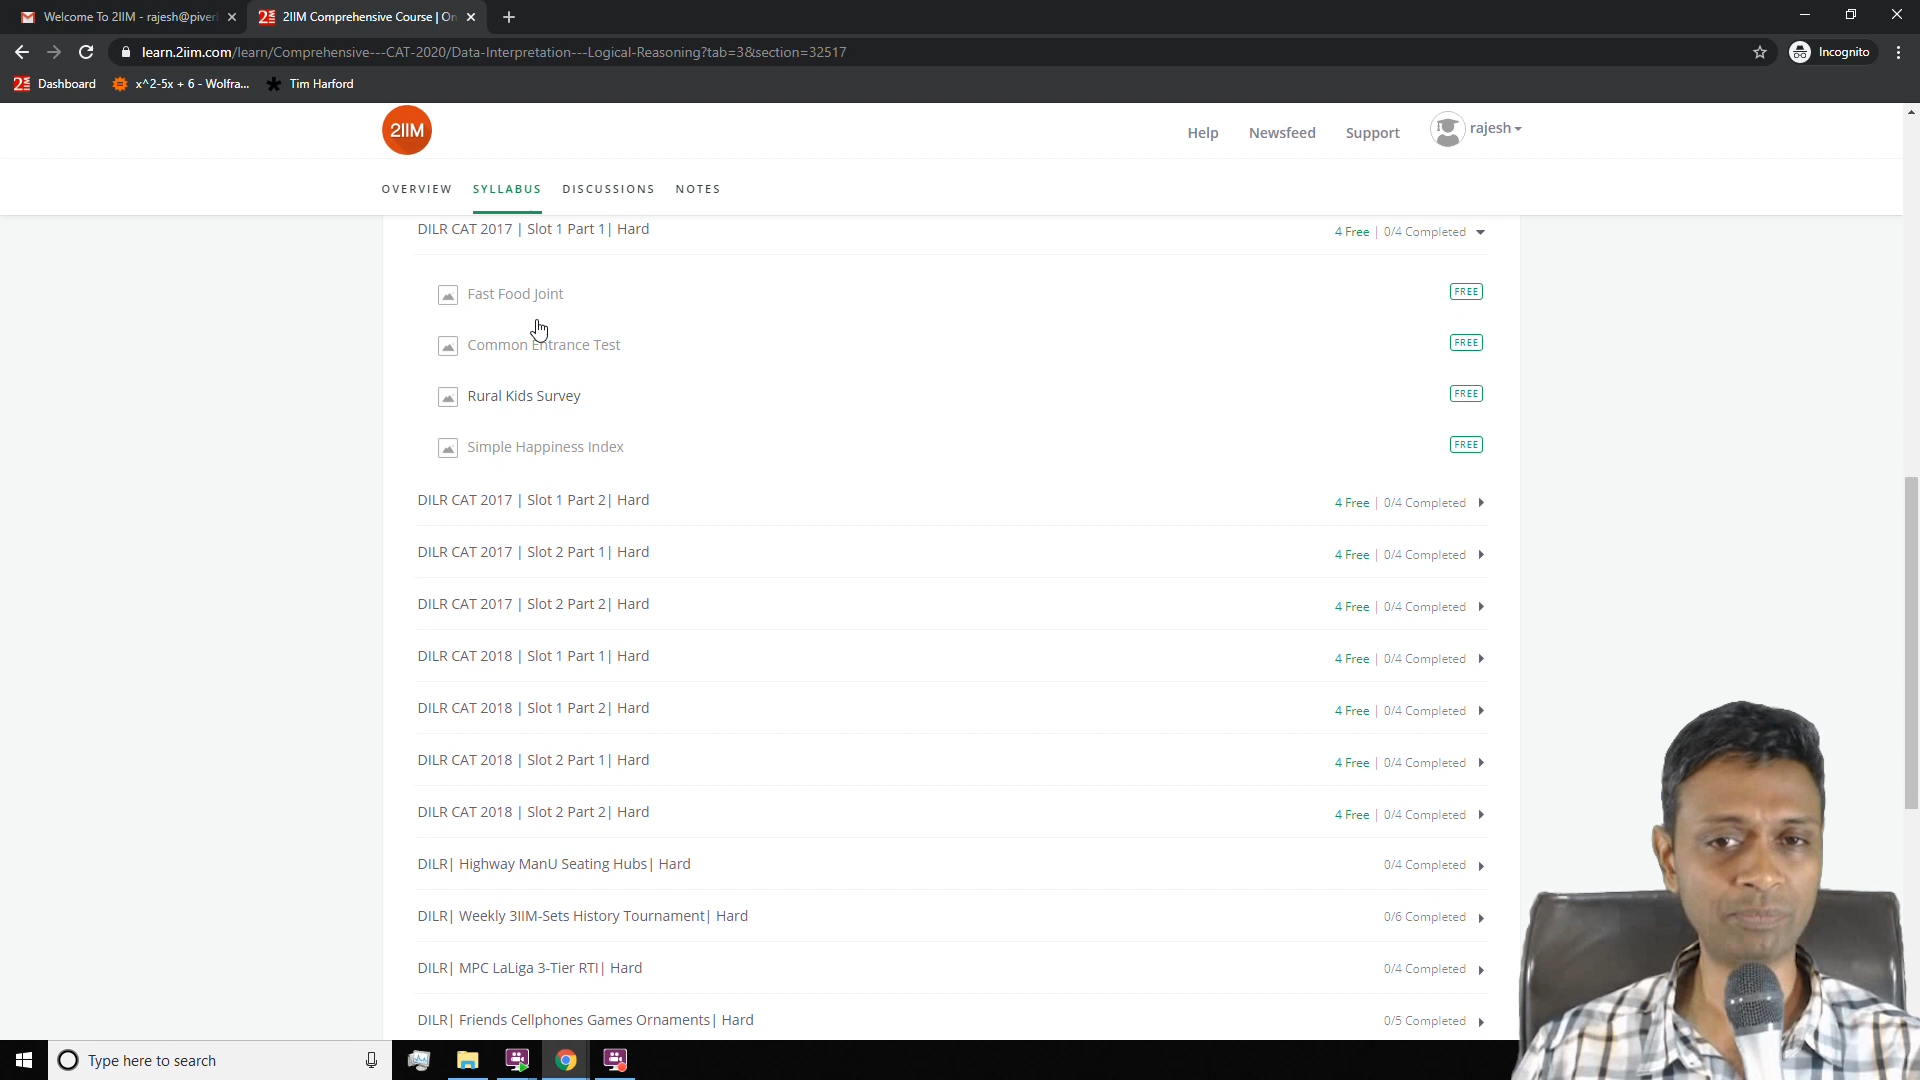 Welcome To 2IIM - rajesh@piver
2IIM Comprehensive Course | On
learn.2iim.com/learn/Comprehensive---CAT-2020/Data-Interpretation---Logical-Reasoning?tab=3&section=32517
Incognito
Dashboard
x^2-5x + 6 - Wolfra...
Tim Harford
2IIM
Help
Newsfeed
Support
rajesh
OVERVIEW
SYLLABUS
DISCUSSIONS
NOTES
DILR CAT 2017 | Slot 1 Part 1| Hard
4 Free | 0/4 Completed
Fast Food Joint
FREE
Common Entrance Test
FREE
Rural Kids Survey
FREE
Simple Happiness Index
FREE
DILR CAT 2017 | Slot 1 Part 2| Hard
4 Free | 0/4 Completed
DILR CAT 2017 | Slot 2 Part 1| Hard
4 Free | 0/4 Completed
DILR CAT 2017 | Slot 2 Part 2| Hard
4 Free | 0/4 Completed
DILR CAT 2018 | Slot 1 Part 1| Hard
4 Free | 0/4 Completed
DILR CAT 2018 | Slot 1 Part 2| Hard
4 Free | 0/4 Completed
DILR CAT 2018 | Slot 2 Part 1| Hard
4 Free | 0/4 Completed
DILR CAT 2018 | Slot 2 Part 2| Hard
4 Free | 0/4 Completed
DILR| Highway ManU Seating Hubs| Hard
0/4 Completed
DILR| Weekly 3IIM-Sets History Tournament| Hard
0/6 Completed
DILR| MPC LaLiga 3-Tier RTI| Hard
0/4 Completed
DILR| Friends Cellphones Games Ornaments| Hard
0/5 Completed
Type here to search